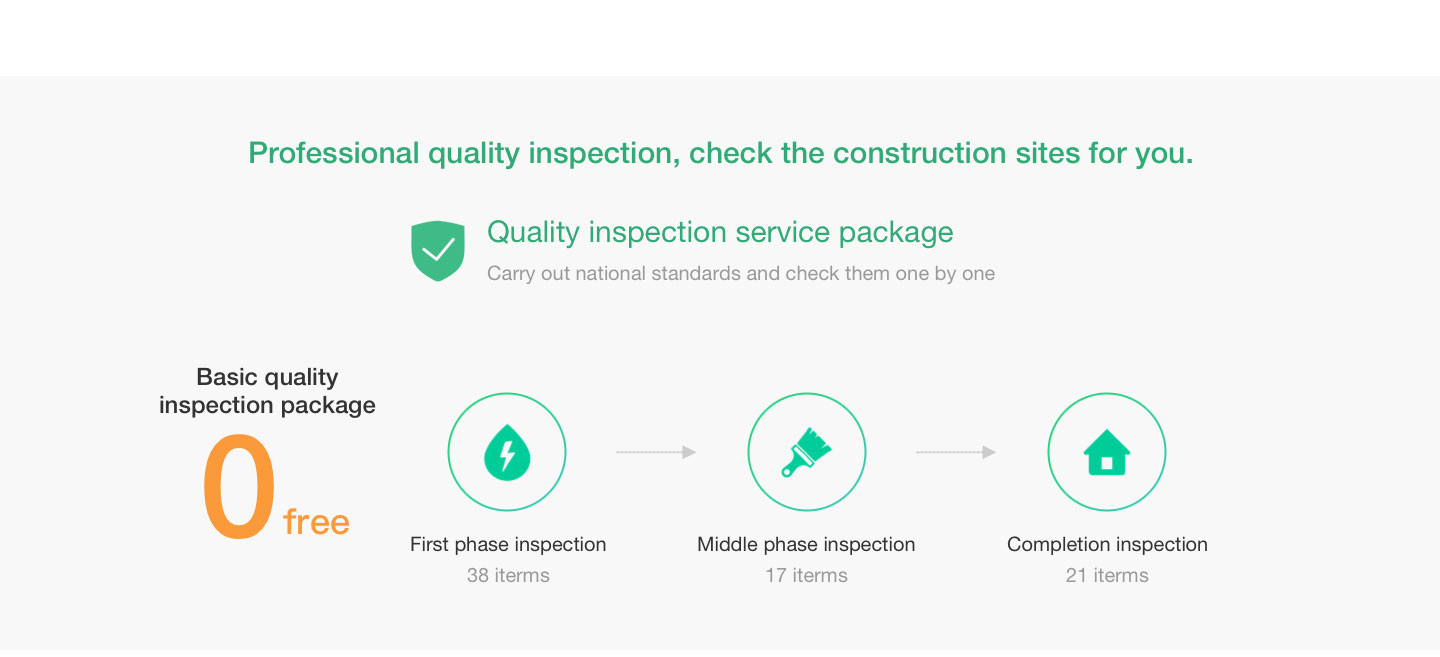 Professional quality inspection, check the construction sites for you.
Quality inspection service package
Carry out national standards and check them one by one
Basic quality
inspection package
0 free
First phase inspection
38 iterms
Middle phase inspection
17 iterms
Completion inspection
21 iterms